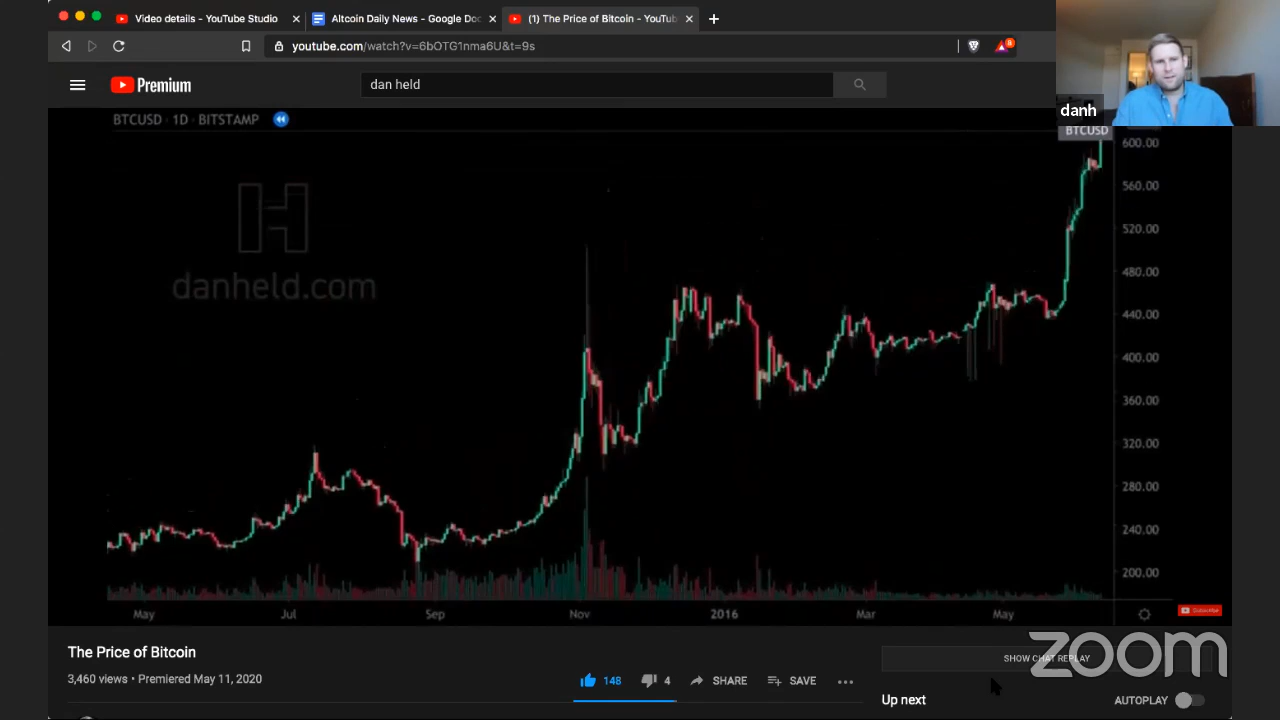 Video details - YouTube Studio
Altcoin Daily News - Google Doc
(1) The Price of Bitcoin - YouTub
youtube.com/watch?v=6bOTG1nma6U&t=9s
8
Premium
dan held
danh
BTCUSD · 1D · BITSTAMP
BTCUSD
600.00
560.00
520.00
480.00
440.00
400.00
360.00
320.00
280.00
240.00
200.00
H
danheld.com
May
Jul
Sep
Nov
2016
Mar
May
Subscribe
The Price of Bitcoin
3,460 views • Premiered May 11, 2020
148
4
SHARE
SAVE
SHOW CHAT REPLAY
zoom
Up next
AUTOPLAY